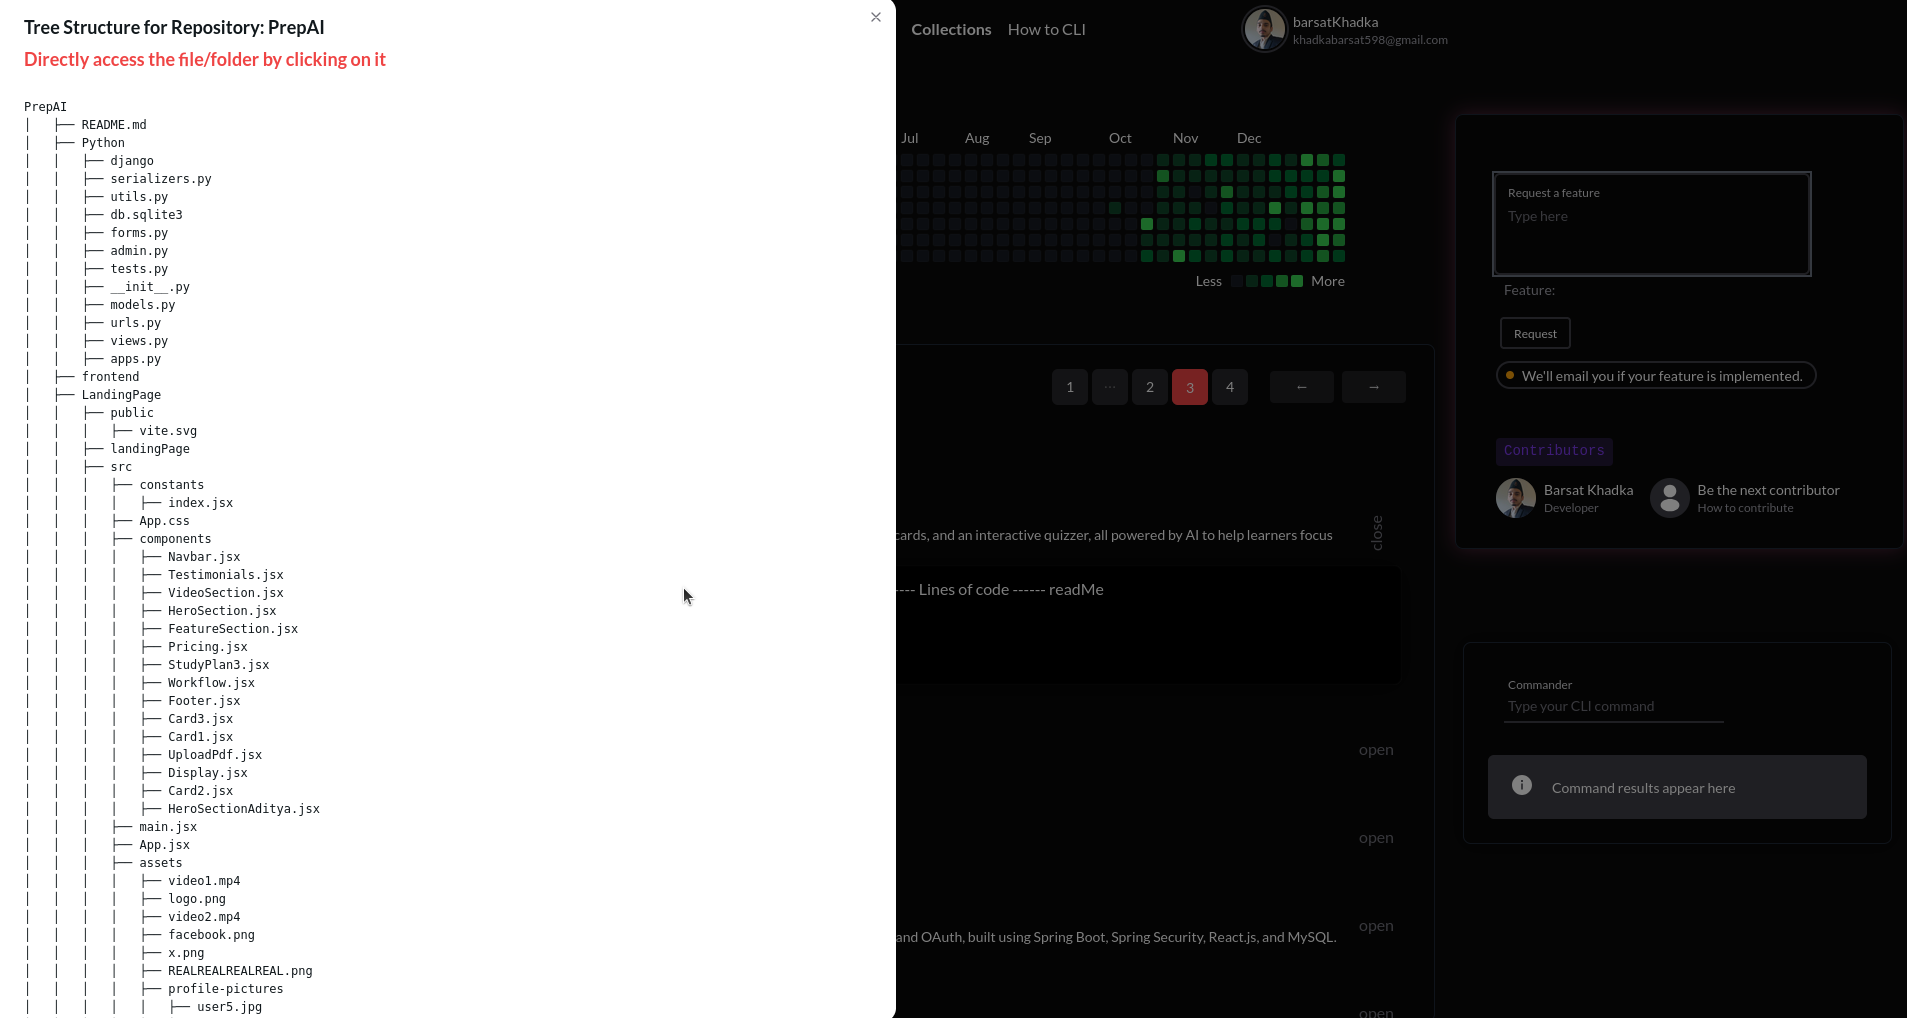 Tree Structure for Repository: PrepAI
Directly access the file/folder by clicking on it
PrepAI
│   ├── README.md
│   ├── Python
│   │   ├── django
│   │   ├── serializers.py
│   │   ├── utils.py
│   │   ├── db.sqlite3
│   │   ├── forms.py
│   │   ├── admin.py
│   │   ├── tests.py
│   │   ├── __init__.py
│   │   ├── models.py
│   │   ├── urls.py
│   │   ├── views.py
│   │   ├── apps.py
│   ├── frontend
│   ├── LandingPage
│   │   ├── public
│   │   │   ├── vite.svg
│   │   ├── landingPage
│   │   ├── src
│   │   │   ├── constants
│   │   │   │   ├── index.jsx
│   │   │   ├── App.css
│   │   │   ├── components
│   │   │   │   ├── Navbar.jsx
│   │   │   │   ├── Testimonials.jsx
│   │   │   │   ├── VideoSection.jsx
│   │   │   │   ├── HeroSection.jsx
│   │   │   │   ├── FeatureSection.jsx
│   │   │   │   ├── Pricing.jsx
│   │   │   │   ├── StudyPlan3.jsx
│   │   │   │   ├── Workflow.jsx
│   │   │   │   ├── Footer.jsx
│   │   │   │   ├── Card3.jsx
│   │   │   │   ├── Card1.jsx
│   │   │   │   ├── UploadPdf.jsx
│   │   │   │   ├── Display.jsx
│   │   │   │   ├── Card2.jsx
│   │   │   │   ├── HeroSectionAditya.jsx
│   │   │   ├── main.jsx
│   │   │   ├── App.jsx
│   │   │   ├── assets
│   │   │   │   ├── video1.mp4
│   │   │   │   ├── logo.png
│   │   │   │   ├── video2.mp4
│   │   │   │   ├── facebook.png
│   │   │   │   ├── x.png
│   │   │   │   ├── REALREALREALREAL.png
│   │   │   │   ├── profile-pictures
│   │   │   │   │   ├── user5.jpg
Collections How to CLI
barsatKhadka
khadkabarsat598@gmail.com
Jul Aug Sep Oct Nov Dec
Less More
1 ... 2 3 4 ← →
cards, and an interactive quizzer, all powered by AI to help learners focus
close
---- Lines of code ------ readMe
open
open
open
and OAuth, built using Spring Boot, Spring Security, React.js, and MySQL.
open
Request a feature
Type here
Feature:
Request
We'll email you if your feature is implemented.
Contributors
Barsat Khadka
Developer
Be the next contributor
How to contribute
Commander
Type your CLI command
Command results appear here